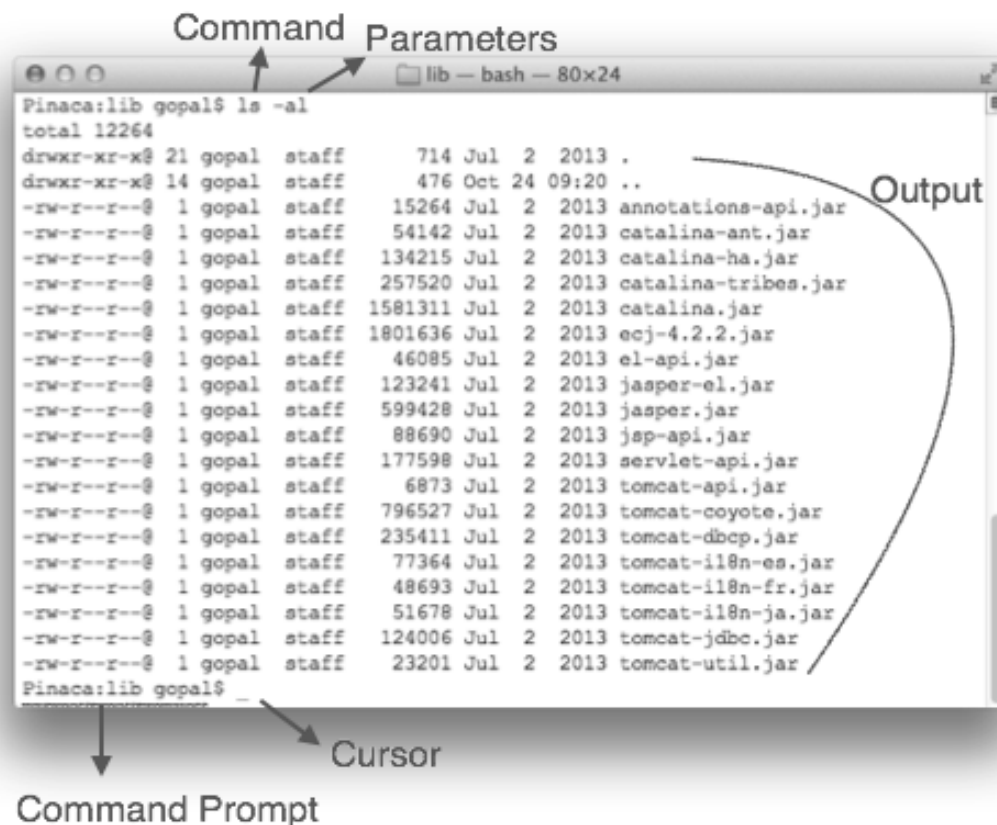 Command Parameters
lib — bash — 80×24
Pinaca:lib gopal$ ls -al
total 12264
drwxr-xr-x@ 21 gopal staff 714 Jul 2 2013 .
drwxr-xr-x@ 14 gopal staff 476 Oct 24 09:20 ..
Output
-rw-r--r--@ 1 gopal staff 15264 Jul 2 2013 annotations-api.jar
-rw-r--r--@ 1 gopal staff 54142 Jul 2 2013 catalina-ant.jar
-rw-r--r--@ 1 gopal staff 134215 Jul 2 2013 catalina-ha.jar
-rw-r--r--@ 1 gopal staff 257520 Jul 2 2013 catalina-tribes.jar
-rw-r--r--@ 1 gopal staff 1581311 Jul 2 2013 catalina.jar
-rw-r--r--@ 1 gopal staff 1801636 Jul 2 2013 ecj-4.2.2.jar
-rw-r--r--@ 1 gopal staff 46085 Jul 2 2013 el-api.jar
-rw-r--r--@ 1 gopal staff 123241 Jul 2 2013 jasper-el.jar
-rw-r--r--@ 1 gopal staff 599428 Jul 2 2013 jasper.jar
-rw-r--r--@ 1 gopal staff 88690 Jul 2 2013 jsp-api.jar
-rw-r--r--@ 1 gopal staff 177598 Jul 2 2013 servlet-api.jar
-rw-r--r--@ 1 gopal staff 6873 Jul 2 2013 tomcat-api.jar
-rw-r--r--@ 1 gopal staff 796527 Jul 2 2013 tomcat-coyote.jar
-rw-r--r--@ 1 gopal staff 235411 Jul 2 2013 tomcat-dbcp.jar
-rw-r--r--@ 1 gopal staff 77364 Jul 2 2013 tomcat-i18n-es.jar
-rw-r--r--@ 1 gopal staff 48693 Jul 2 2013 tomcat-i18n-fr.jar
-rw-r--r--@ 1 gopal staff 51678 Jul 2 2013 tomcat-i18n-ja.jar
-rw-r--r--@ 1 gopal staff 124006 Jul 2 2013 tomcat-jdbc.jar
-rw-r--r--@ 1 gopal staff 23201 Jul 2 2013 tomcat-util.jar
Pinaca:lib gopal$ _
Cursor
Command Prompt